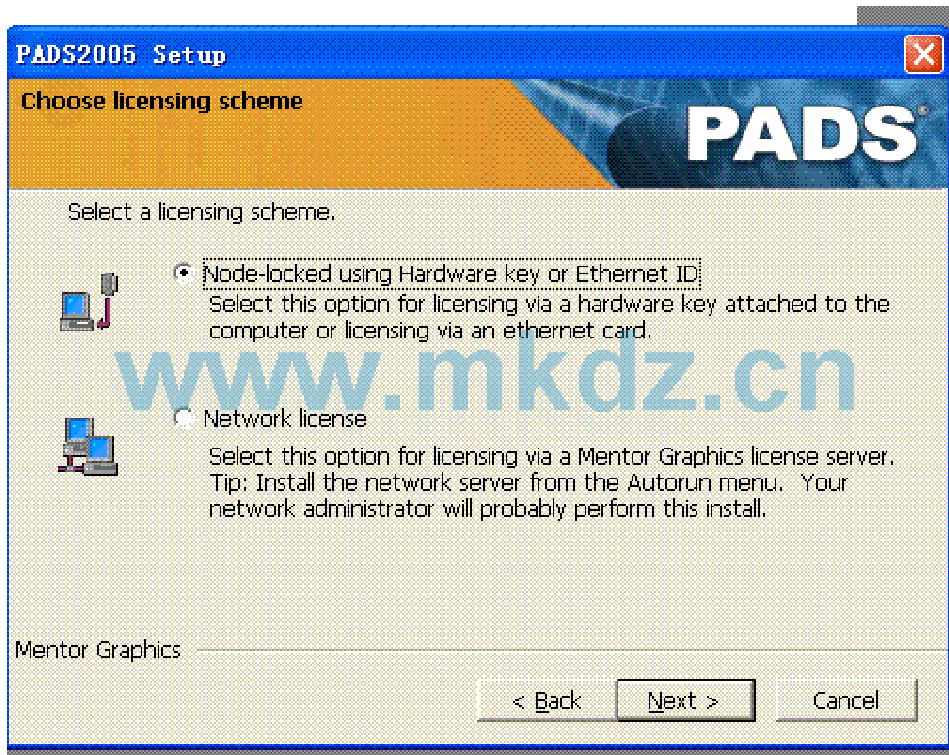 PADS2005 Setup
Choose licensing scheme
PADS®
Select a licensing scheme.
Node-locked using Hardware key or Ethernet ID
Select this option for licensing via a hardware key attached to the
computer or licensing via an ethernet card.
www.mkdz.cn
Network license
Select this option for licensing via a Mentor Graphics license server.
Tip: Install the network server from the Autorun menu. Your
network administrator will probably perform this install.
Mentor Graphics
< Back
Next >
Cancel